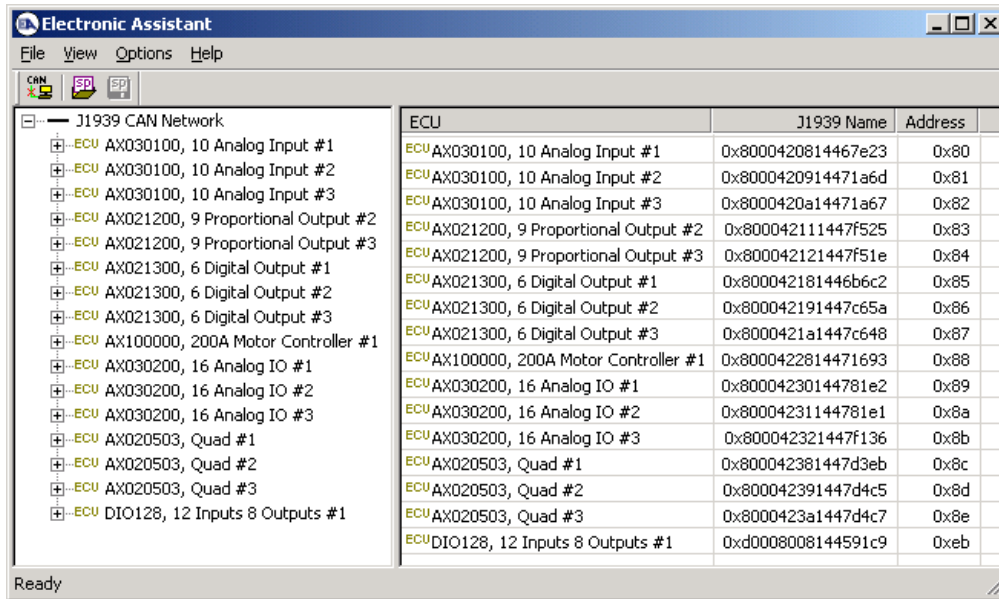 Electronic Assistant
File View Options Help
CAN SP SP
J1939 CAN Network
ECU AX030100, 10 Analog Input #1
ECU AX030100, 10 Analog Input #2
ECU AX030100, 10 Analog Input #3
ECU AX021200, 9 Proportional Output #2
ECU AX021200, 9 Proportional Output #3
ECU AX021300, 6 Digital Output #1
ECU AX021300, 6 Digital Output #2
ECU AX021300, 6 Digital Output #3
ECU AX100000, 200A Motor Controller #1
ECU AX030200, 16 Analog IO #1
ECU AX030200, 16 Analog IO #2
ECU AX030200, 16 Analog IO #3
ECU AX020503, Quad #1
ECU AX020503, Quad #2
ECU AX020503, Quad #3
ECU DIO128, 12 Inputs 8 Outputs #1
ECU J1939 Name Address
ECU AX030100, 10 Analog Input #1 0x8000420814467e23 0x80
ECU AX030100, 10 Analog Input #2 0x8000420914471a6d 0x81
ECU AX030100, 10 Analog Input #3 0x8000420a14471a67 0x82
ECU AX021200, 9 Proportional Output #2 0x800042111447f525 0x83
ECU AX021200, 9 Proportional Output #3 0x800042121447f51e 0x84
ECU AX021300, 6 Digital Output #1 0x800042181446b6c2 0x85
ECU AX021300, 6 Digital Output #2 0x800042191447c65a 0x86
ECU AX021300, 6 Digital Output #3 0x8000421a1447c648 0x87
ECU AX100000, 200A Motor Controller #1 0x8000422814471693 0x88
ECU AX030200, 16 Analog IO #1 0x80004230144781e2 0x89
ECU AX030200, 16 Analog IO #2 0x80004231144781e1 0x8a
ECU AX030200, 16 Analog IO #3 0x800042321447f136 0x8b
ECU AX020503, Quad #1 0x800042381447d3eb 0x8c
ECU AX020503, Quad #2 0x800042391447d4c5 0x8d
ECU AX020503, Quad #3 0x8000423a1447d4c7 0x8e
ECU DIO128, 12 Inputs 8 Outputs #1 0xd0008008144591c9 0xeb
Ready